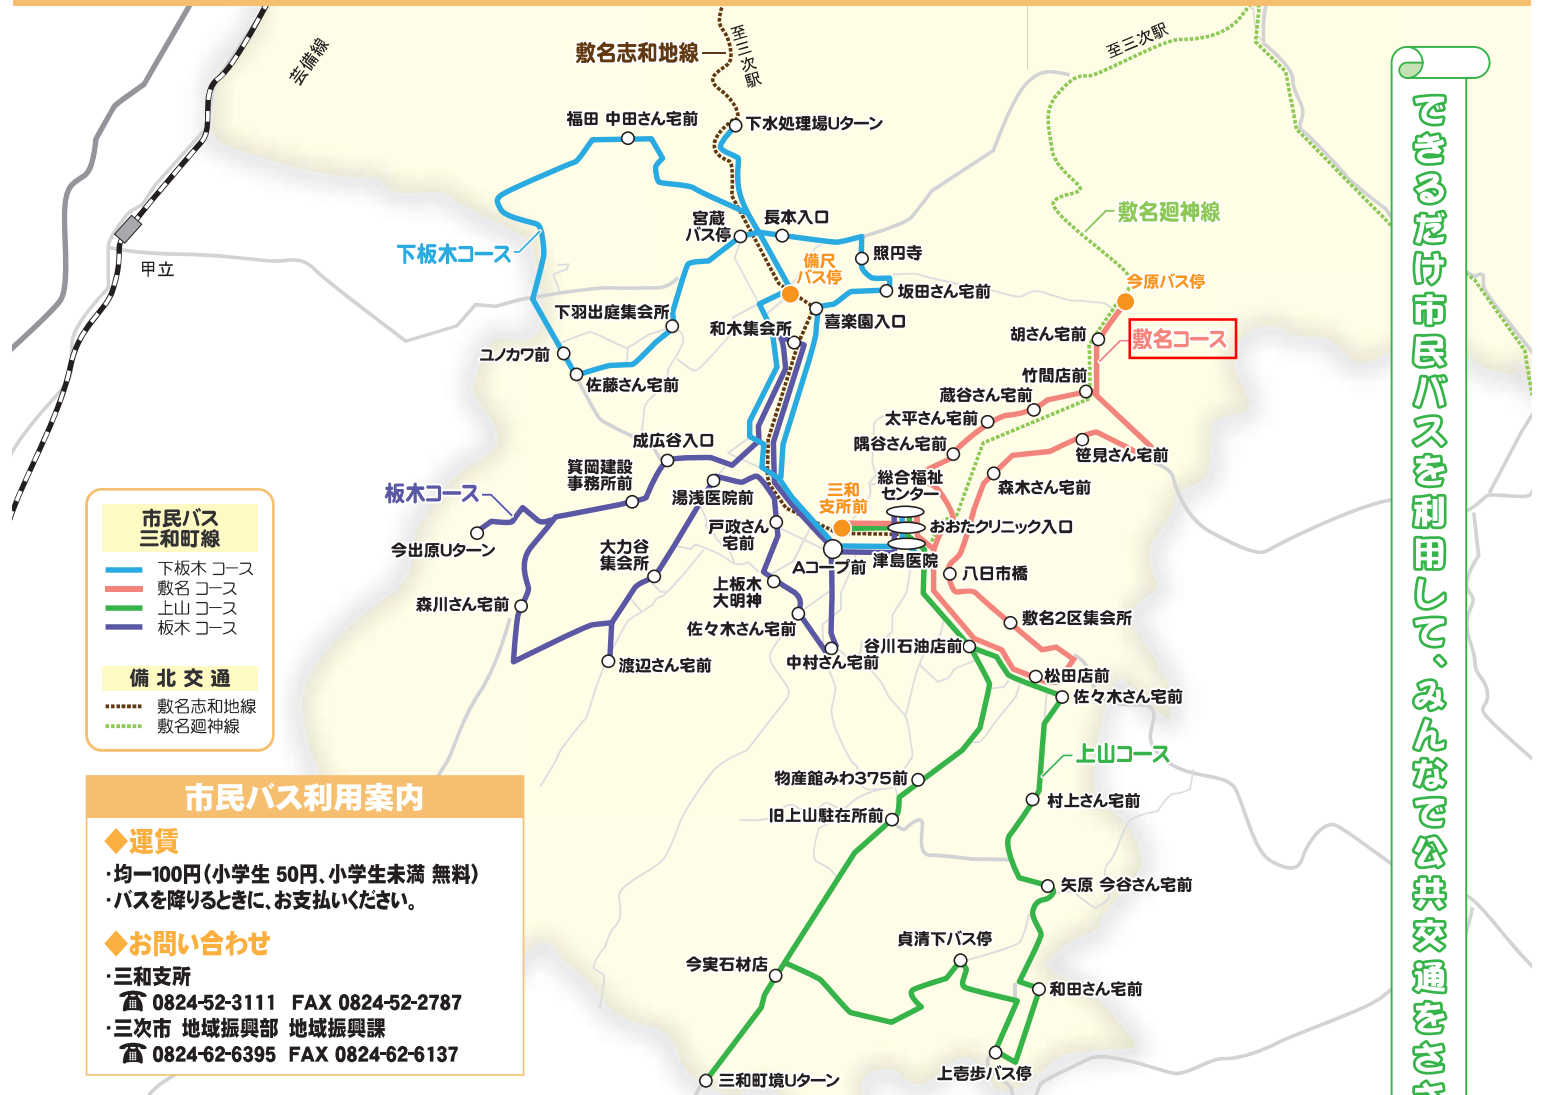 敷名志和地線
至三次駅
至三次駅
芸備線
福田 中田さん宅前
下水処理場Uターン
宮蔵
バス停
長本入口
敷名廻神線
下板木コース
備尺
バス停
照円寺
甲立
坂田さん宅前
今原バス停
下羽出庭集会所
和木集会所
喜楽園入口
胡さん宅前
敷名コース
ユノカワ前
佐藤さん宅前
竹間店前
蔵谷さん宅前
太平さん宅前
成広谷入口
隅谷さん宅前
笹見さん宅前
箕岡建設
事務所前
総合福祉
センター
森木さん宅前
板木コース
湯浅医院前
三和
支所前
戸政さん
宅前
おおたクリニック入口
今出原Uターン
大力谷
集会所
Aコープ前
津島医院
八日市橋
上板木
大明神
森川さん宅前
佐々木さん宅前
敷名2区集会所
谷川石油店前
渡辺さん宅前
中村さん宅前
松田店前
佐々木さん宅前
上山コース
物産館みわ375前
村上さん宅前
旧上山駐在所前
矢原 今谷さん宅前
貞清下バス停
今実石材店
和田さん宅前
上壱歩バス停
三和町境Uターン
市民バス
三和町線
下板木 コース
敷名 コース
上山 コース
板木 コース
備 北 交 通
敷名志和地線
敷名廻神線
市民バス利用案内
◆運賃
・均一100円(小学生 50円、小学生未満 無料)
・バスを降りるときに、お支払いください。
◆お問い合わせ
・三和支所
☎ 0824-52-3111 FAX 0824-52-2787
・三次市 地域振興部 地域振興課
☎ 0824-62-6395 FAX 0824-62-6137
できるだけ市民バスを利用して、みんなで公共交通をささ